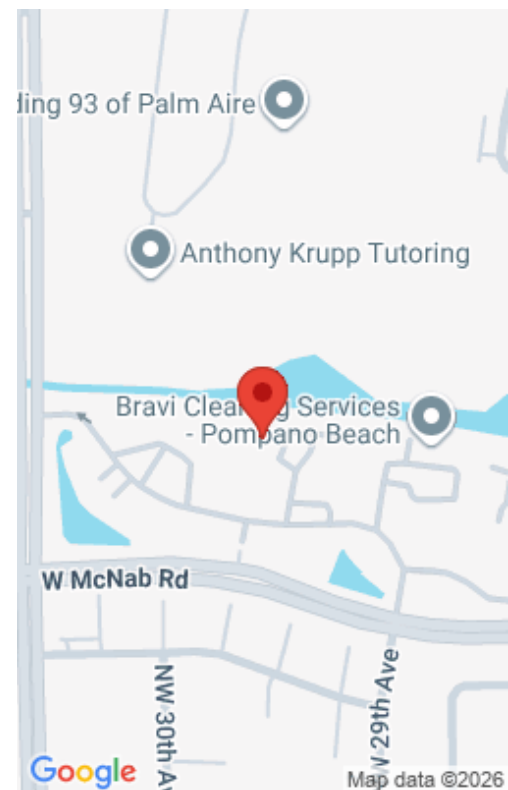 ding 93 of Palm Aire
Anthony Krupp Tutoring
Bravi Cleaning Services
- Pompano Beach
W McNab Rd
NW 30th Av
W 29th Ave
Google
Map data ©2026